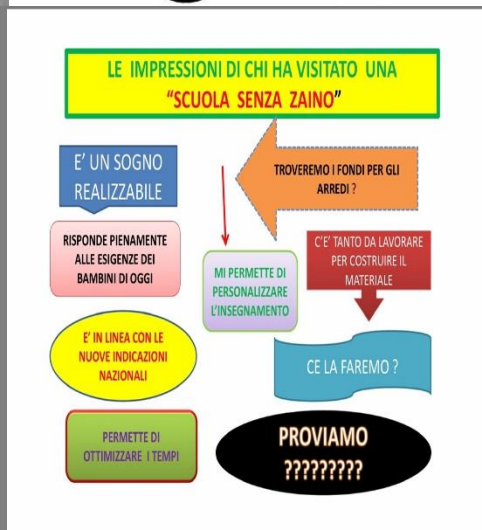 LE IMPRESSIONI DI CHI HA VISITATO UNA
“SCUOLA SENZA ZAINO”
E’ UN SOGNO
REALIZZABILE
TROVEREMO I FONDI PER GLI
ARREDI ?
RISPONDE PIENAMENTE
ALLE ESIGENZE DEI
BAMBINI DI OGGI
MI PERMETTE DI
PERSONALIZZARE
L’INSEGNAMENTO
C’E’ TANTO DA LAVORARE
PER COSTRUIRE IL
MATERIALE
E’ IN LINEA CON LE
NUOVE INDICAZIONI
NAZIONALI
CE LA FAREMO ?
PERMETTE DI
OTTIMIZZARE I TEMPI
PROVIAMO
?????????